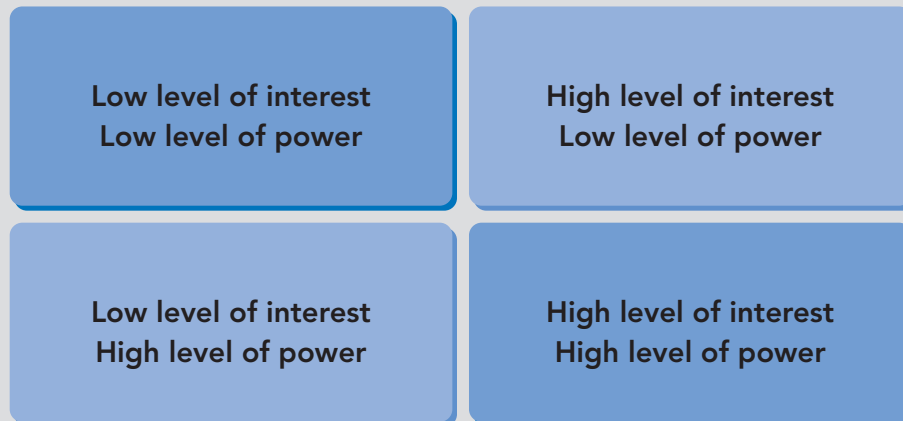 Low level of interest
Low level of power
High level of interest
Low level of power
Low level of interest
High level of power
High level of interest
High level of power